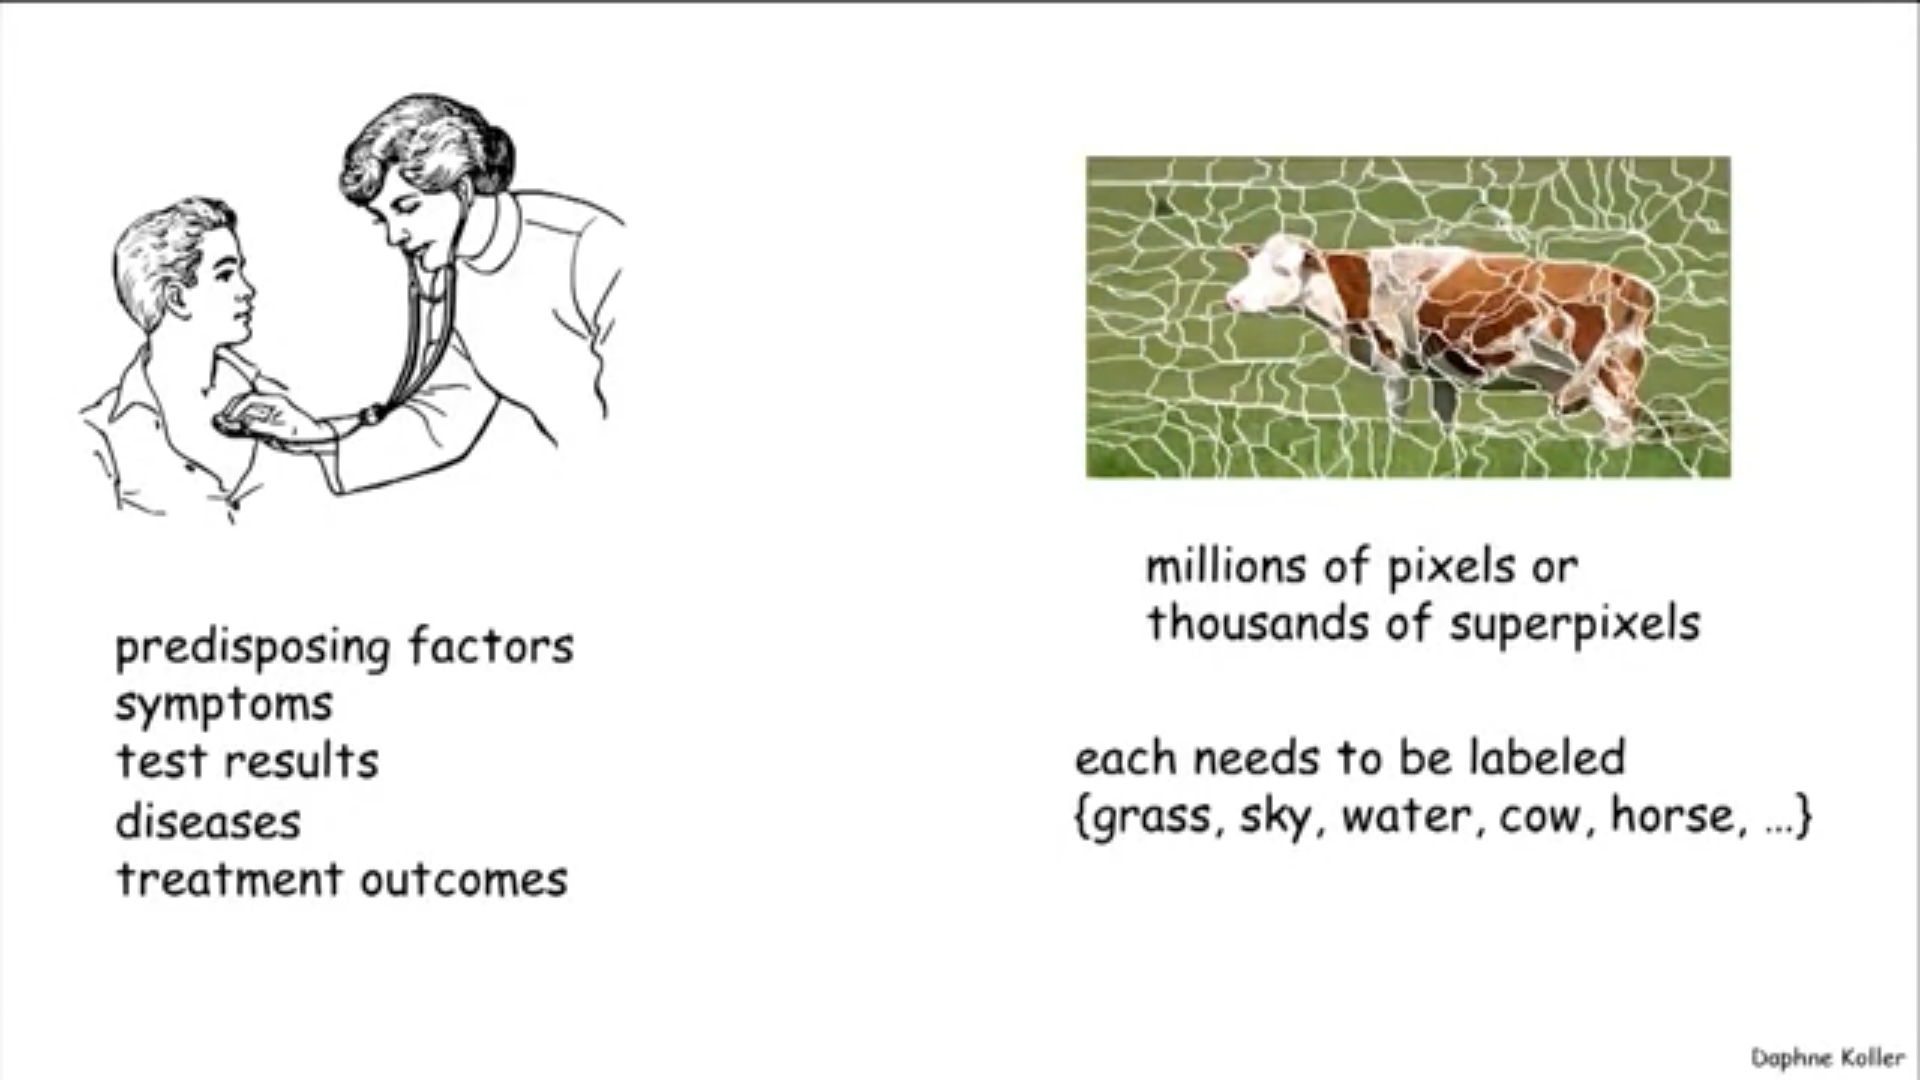 predisposing factors
symptoms
test results
diseases
treatment outcomes
millions of pixels or
thousands of superpixels
each needs to be labeled
{grass, sky, water, cow, horse, ...}
Daphne Koller